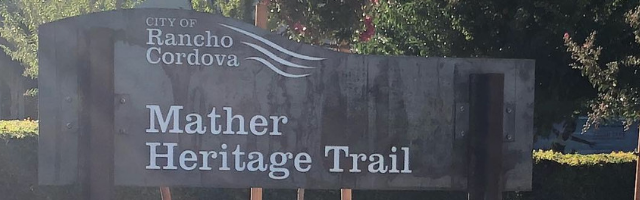 CITY OF
Rancho
Cordova
Mather
Heritage Trail